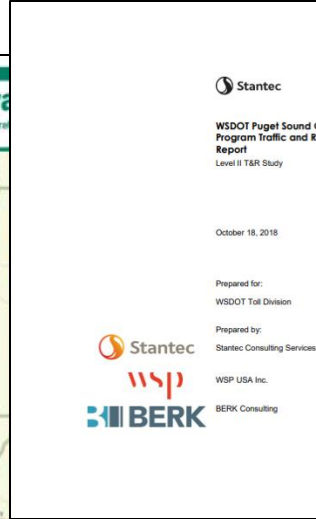 Stantec
WSDOT Puget Sound
Program Traffic and
Report
Level II T&R Study
October 18, 2018
Prepared for:
WSDOT Toll Division
Prepared by:
Stantec Consulting Services
WSP USA Inc.
BERK Consulting
Stantec
wsp
BERK